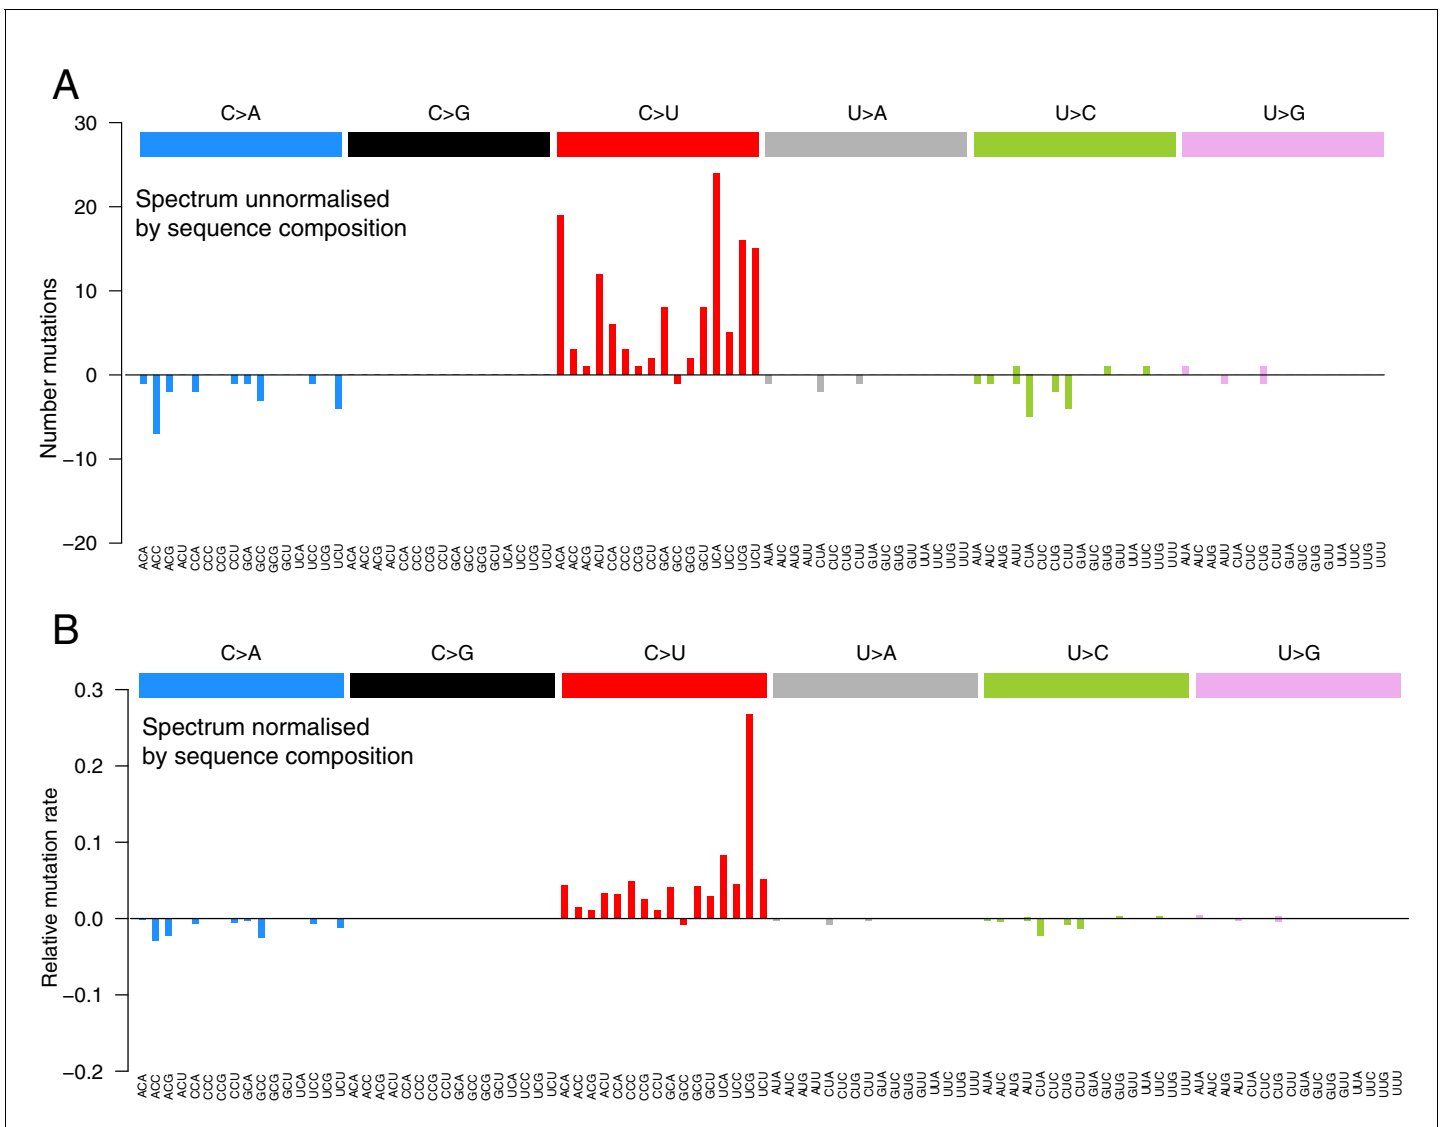 A
C>A C>G C>U U>A U>C U>G
30
Spectrum unnormalised
by sequence composition
20
10
0
−10
−20
Number mutations
ACA ACC ACG ACU CCA CCC CCG CCU GCA GCC GCG GCU UCA UCC UCG UCU ACA ACC ACG ACU CCA CCC CCG CCU GCA GCC GCG GCU UCA UCC UCG UCU ACA ACC ACG ACU CCA CCC CCG CCU GCA GCC GCG GCU UCA UCC UCG UCU AUA AUC AUG AUU CUA CUC CUG CUU GUA GUC GUG GUU UUA UUC UUG UUU AUA AUC AUG AUU CUA CUC CUG CUU GUA GUC GUG GUU UUA UUC UUG UUU AUA AUC AUG AUU CUA CUC CUG CUU GUA GUC GUG GUU UUA UUC UUG UUU
B
C>A C>G C>U U>A U>C U>G
0.3
Spectrum normalised
by sequence composition
0.2
0.1
0.0
−0.1
−0.2
Relative mutation rate
ACA ACC ACG ACU CCA CCC CCG CCU GCA GCC GCG GCU UCA UCC UCG UCU ACA ACC ACG ACU CCA CCC CCG CCU GCA GCC GCG GCU UCA UCC UCG UCU ACA ACC ACG ACU CCA CCC CCG CCU GCA GCC GCG GCU UCA UCC UCG UCU AUA AUC AUG AUU CUA CUC CUG CUU GUA GUC GUG GUU UUA UUC UUG UUU AUA AUC AUG AUU CUA CUC CUG CUU GUA GUC GUG GUU UUA UUC UUG UUU AUA AUC AUG AUU CUA CUC CUG CUU GUA GUC GUG GUU UUA UUC UUG UUU